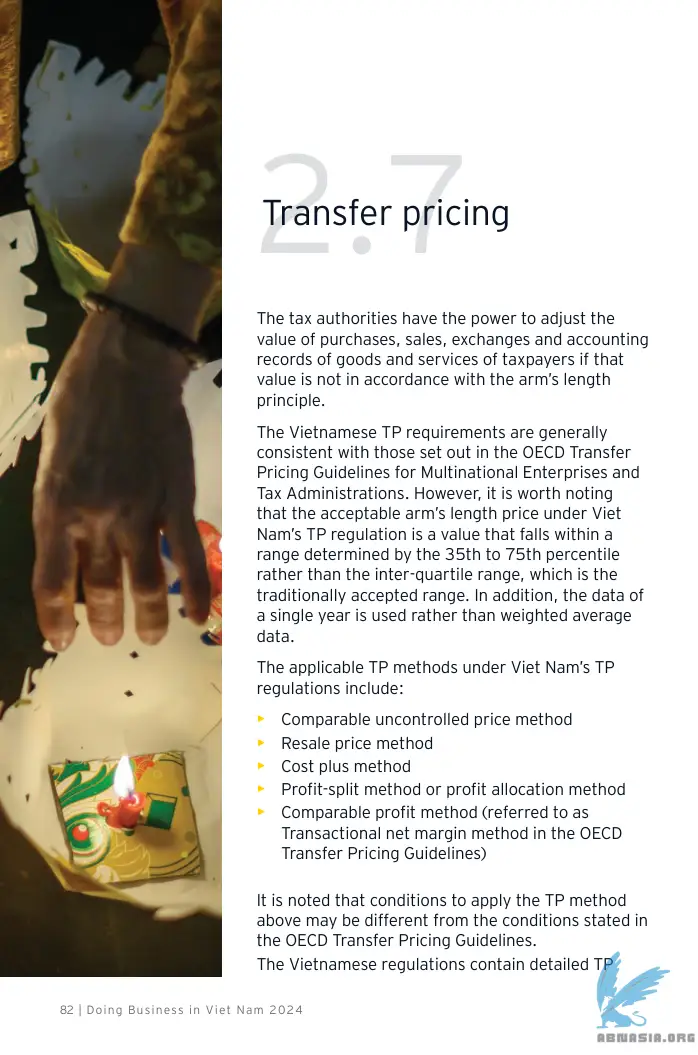 2.7
Transfer pricing
The tax authorities have the power to adjust the
value of purchases, sales, exchanges and accounting
records of goods and services of taxpayers if that
value is not in accordance with the arm’s length
principle.
The Vietnamese TP requirements are generally
consistent with those set out in the OECD Transfer
Pricing Guidelines for Multinational Enterprises and
Tax Administrations. However, it is worth noting
that the acceptable arm’s length price under Viet
Nam’s TP regulation is a value that falls within a
range determined by the 35th to 75th percentile
rather than the inter-quartile range, which is the
traditionally accepted range. In addition, the data of
a single year is used rather than weighted average
data.
The applicable TP methods under Viet Nam’s TP
regulations include:
▸ Comparable uncontrolled price method
▸ Resale price method
▸ Cost plus method
▸ Profit-split method or profit allocation method
▸ Comparable profit method (referred to as
Transactional net margin method in the OECD
Transfer Pricing Guidelines)
It is noted that conditions to apply the TP method
above may be different from the conditions stated in
the OECD Transfer Pricing Guidelines.
The Vietnamese regulations contain detailed TP
82 | Doing Business in Viet Nam 2024
ABNASIA.ORG